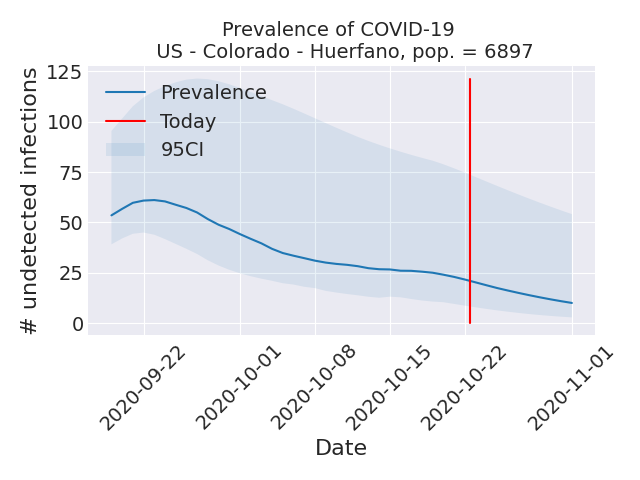 Prevalence of COVID-19
US - Colorado - Huerfano, pop. = 6897
# undetected infections
125
100
75
50
25
0
Prevalence
Today
95CI
2020-09-22
2020-10-01
2020-10-08
2020-10-15
2020-10-22
2020-11-01
Date